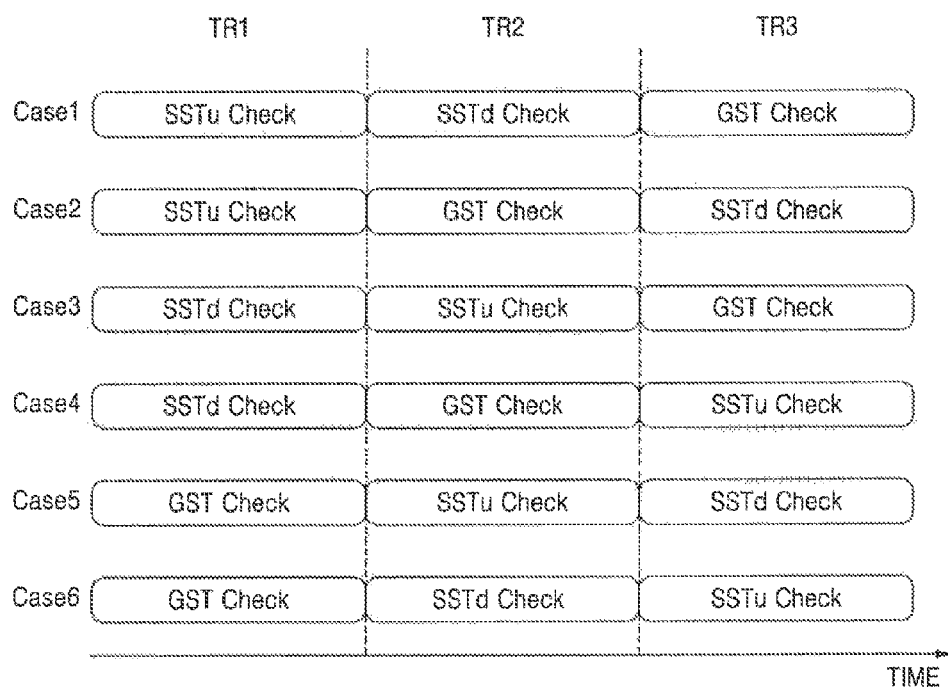 TR1 TR2 TR3
Case1 SSTu Check SSTd Check GST Check
Case2 SSTu Check GST Check SSTd Check
Case3 SSTd Check SSTu Check GST Check
Case4 SSTd Check GST Check SSTu Check
Case5 GST Check SSTu Check SSTd Check
Case6 GST Check SSTd Check SSTu Check
TIME